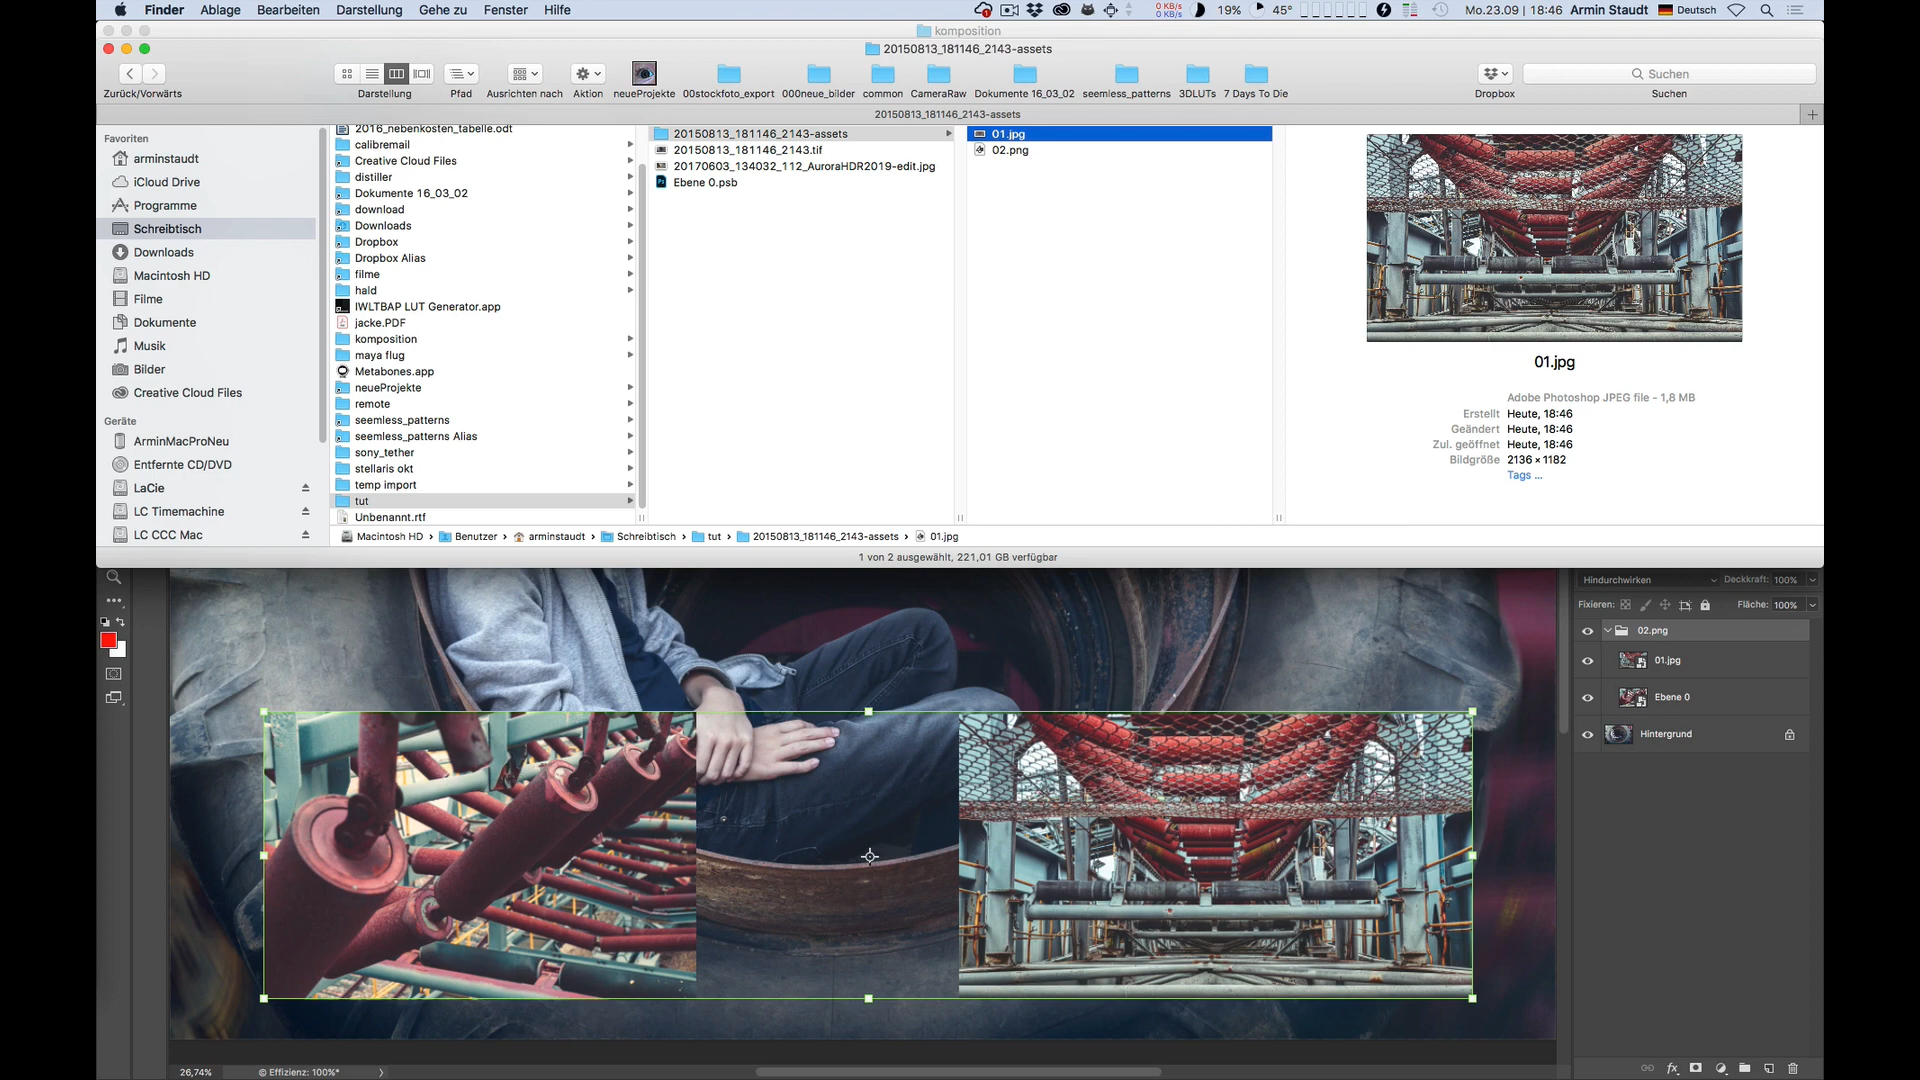 Finder Ablage Bearbeiten Darstellung Gehe zu Fenster Hilfe 0 KB/s 0 KB/s 19% 45° Mo.23.09 | 18:46 Armin Staudt Deutsch
komposition
20150813_181146_2143-assets
Zurück/Vorwärts Darstellung Pfad Ausrichten nach Aktion neueProjekte 00stockfoto_export 000neue_bilder common CameraRaw Dokumente 16_03_02 seemless_patterns 3DLUTs 7 Days To Die Dropbox Suchen
Suchen
20150813_181146_2143-assets
Favoriten
arminstaudt
iCloud Drive
Programme
Schreibtisch
Downloads
Macintosh HD
Filme
Dokumente
Musik
Bilder
Creative Cloud Files
Geräte
ArminMacProNeu
Entfernte CD/DVD
LaCie
LC Timemachine
LC CCC Mac
2016_nebenkosten_tabelle.odt
calibremail
Creative Cloud Files
distiller
Dokumente 16_03_02
download
Downloads
Dropbox
Dropbox Alias
filme
hald
IWLTBAP LUT Generator.app
jacke.PDF
komposition
maya flug
Metabones.app
neueProjekte
remote
seemless_patterns
seemless_patterns Alias
sony_tether
stellaris okt
temp import
tut
Unbenannt.rtf
20150813_181146_2143-assets
20150813_181146_2143.tif
20170603_134032_112_AuroraHDR2019-edit.jpg
Ebene 0.psb
01.jpg
02.png
01.jpg
Adobe Photoshop JPEG file - 1,8 MB
Erstellt Heute, 18:46
Geändert Heute, 18:46
Zul. geöffnet Heute, 18:46
Bildgröße 2136 × 1182
Tags ...
Macintosh HD › Benutzer › arminstaudt › Schreibtisch › tut › 20150813_181146_2143-assets › 01.jpg
1 von 2 ausgewählt, 221,01 GB verfügbar
Hindurchwirken Deckkraft: 100%
Fixieren: Fläche: 100%
02.png
01.jpg
Ebene 0
Hintergrund
26,74% © Effizienz: 100%*